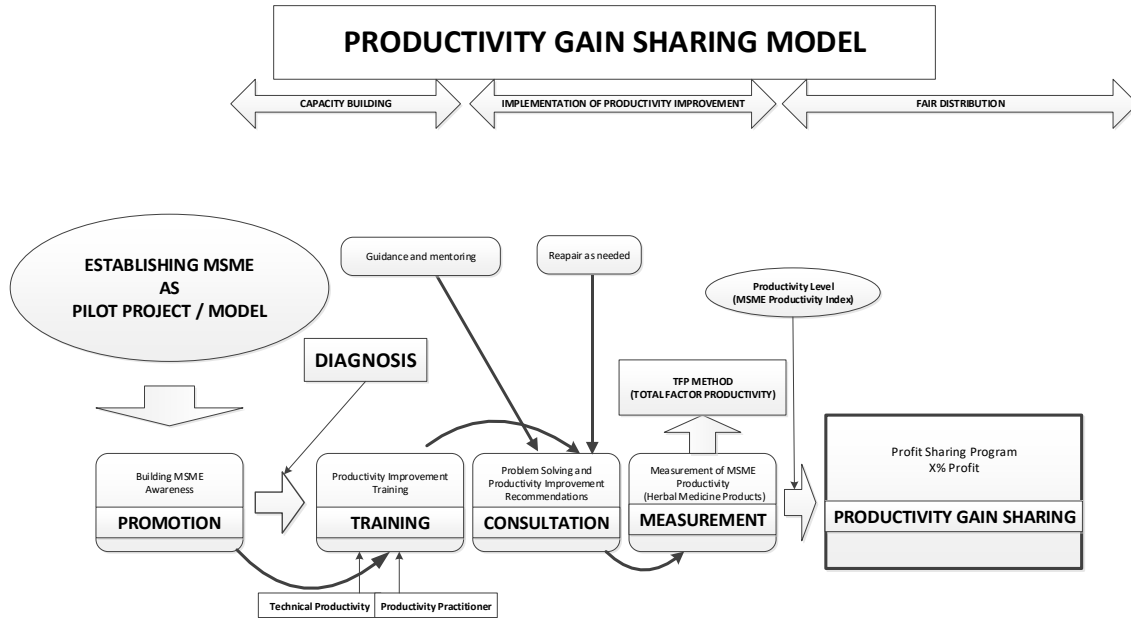 PRODUCTIVITY GAIN SHARING MODEL
CAPACITY BUILDING
IMPLEMENTATION OF PRODUCTIVITY IMPROVEMENT
FAIR DISTRIBUTION
ESTABLISHING MSME
AS
PILOT PROJECT / MODEL
Guidance and mentoring
Reapair as needed
Productivity Level
(MSME Productivity Index)
DIAGNOSIS
TFP METHOD
(TOTAL FACTOR PRODUCTIVITY)
Building MSME
Awareness
PROMOTION
Productivity Improvement
Training
TRAINING
Problem Solving and
Productivity Improvement
Recommendations
CONSULTATION
Measurement of MSME
Productivity
(Herbal Medicine Products)
MEASUREMENT
Profit Sharing Program
X% Profit
PRODUCTIVITY GAIN SHARING
Technical Productivity
Productivity Practitioner